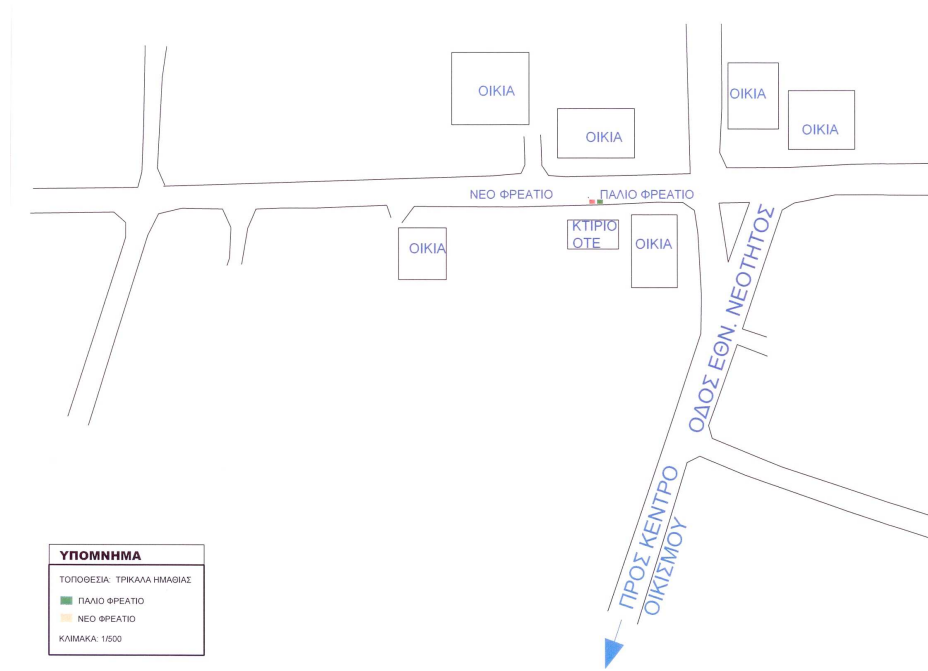 ΟΙΚΙΑ
ΟΙΚΙΑ
ΟΙΚΙΑ
ΟΙΚΙΑ
ΝΕΟ ΦΡΕΑΤΙΟ
ΠΑΛΙΟ ΦΡΕΑΤΙΟ
ΚΤΙΡΙΟ
ΟΤΕ
ΟΙΚΙΑ
ΟΙΚΙΑ
ΟΔΟΣ ΕΘΝ. ΝΕΟΤΗΤΟΣ
ΠΡΟΣ ΚΕΝΤΡΟ
ΟΙΚΙΣΜΟΥ
ΥΠΟΜΝΗΜΑ
ΤΟΠΟΘΕΣΙΑ: ΤΡΙΚΑΛΑ ΗΜΑΘΙΑΣ
ΠΑΛΙΟ ΦΡΕΑΤΙΟ
ΝΕΟ ΦΡΕΑΤΙΟ
ΚΛΙΜΑΚΑ: 1/500